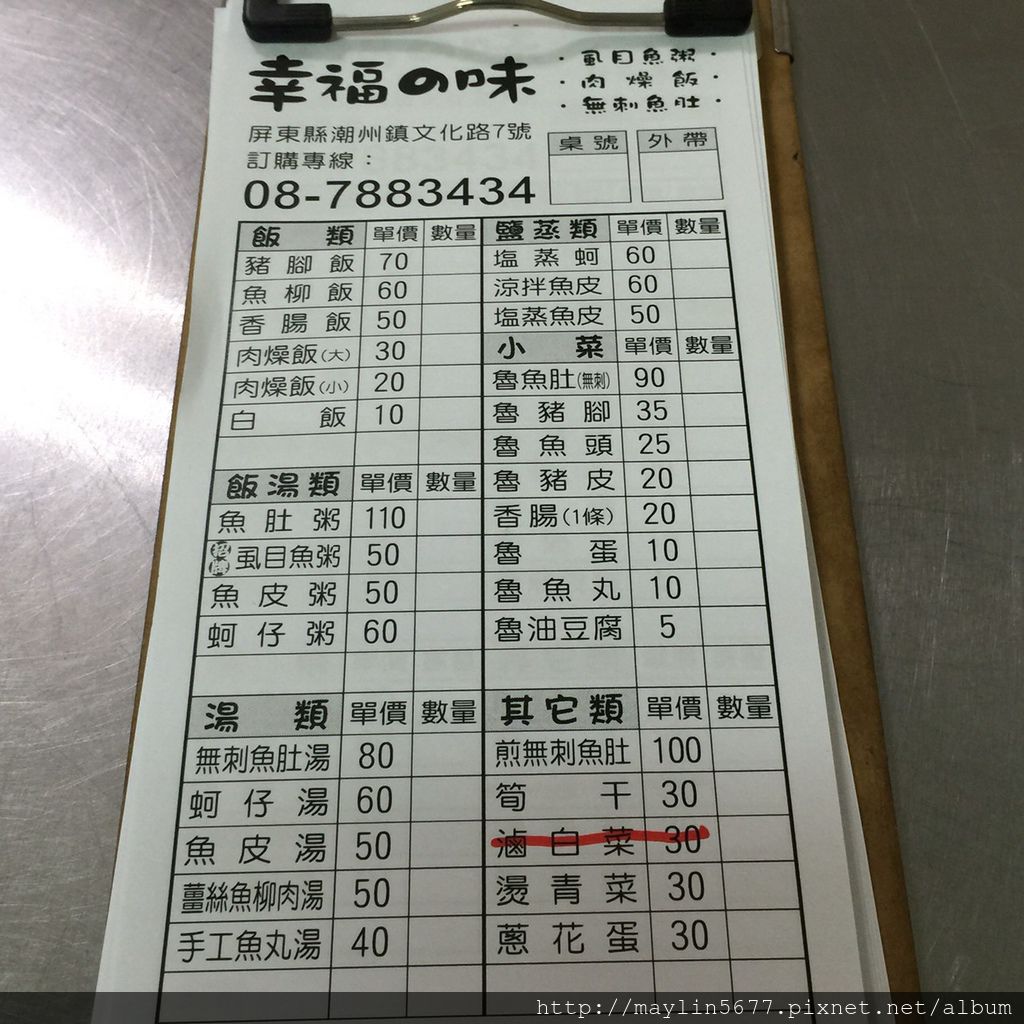 幸福の味
·虱目魚粥·
·肉燥飯·
·無刺魚肚·
屏東縣潮州鎮文化路7號
訂購專線：
08-7883434
桌號 外帶
飯類 單價 數量
豬腳飯 70
魚柳飯 60
香腸飯 50
肉燥飯(大) 30
肉燥飯(小) 20
白飯 10
飯湯類 單價 數量
魚肚粥 110
招牌 虱目魚粥 50
魚皮粥 50
蚵仔粥 60
湯類 單價 數量
無刺魚肚湯 80
蚵仔湯 60
魚皮湯 50
薑絲魚柳肉湯 50
手工魚丸湯 40
鹽蒸類 單價 數量
塩蒸蚵 60
涼拌魚皮 60
塩蒸魚皮 50
小菜 單價 數量
魯魚肚(無刺) 90
魯豬腳 35
魯魚頭 25
魯豬皮 20
香腸(1條) 20
魯蛋 10
魯魚丸 10
魯油豆腐 5
其它類 單價 數量
煎無刺魚肚 100
筍干 30
滷白菜 30
燙青菜 30
蔥花蛋 30
http://maylin5677.pixnet.net/album